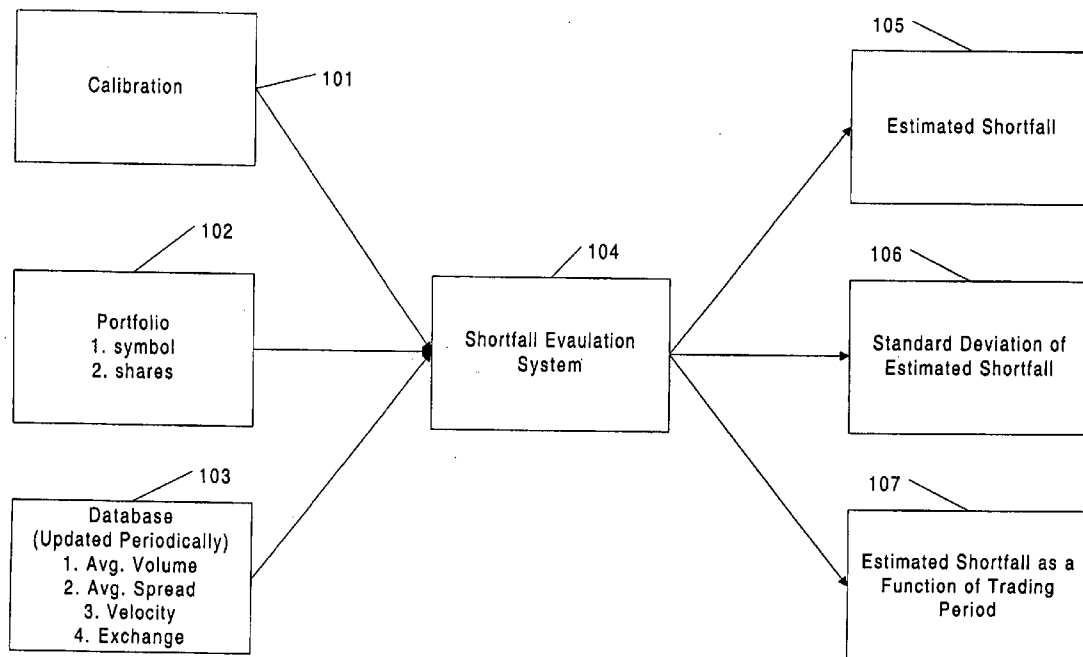 Calibration
101
102
Portfolio
1. symbol
2. shares
103
Database
(Updated Periodically)
1. Avg. Volume
2. Avg. Spread
3. Velocity
4. Exchange
104
Shortfall Evaulation
System
105
Estimated Shortfall
106
Standard Deviation of
Estimated Shortfall
107
Estimated Shortfall as a
Function of Trading
Period